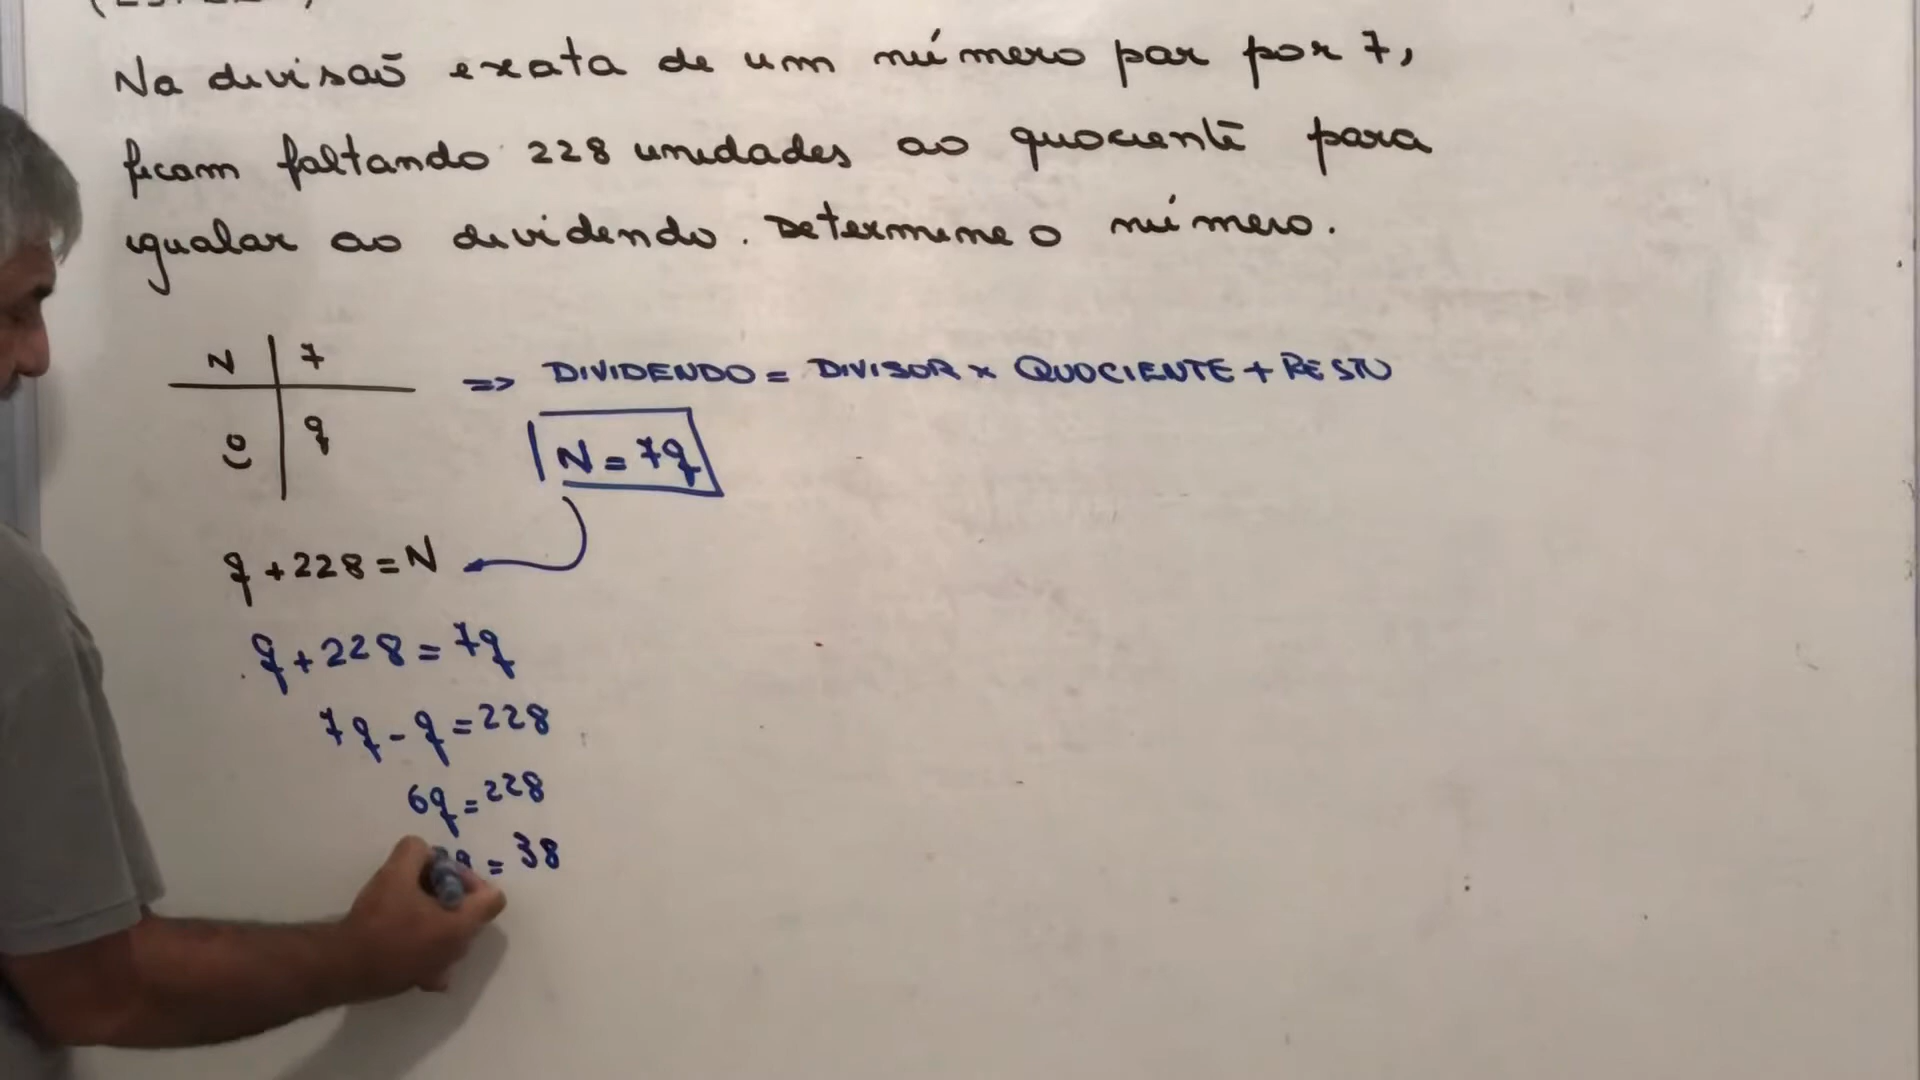 Na divisaõ exata de um número par por 7,
ficam faltando 228 unidades ao quociente para
igualar ao dividendo. Determine o número.
N 7
0 q
=> DIVIDENDO = DIVISOR x QUOCIENTE + RESTO
N = 7q
q + 228 = N
q + 228 = 7q
7q - q = 228
6q = 228
= 38